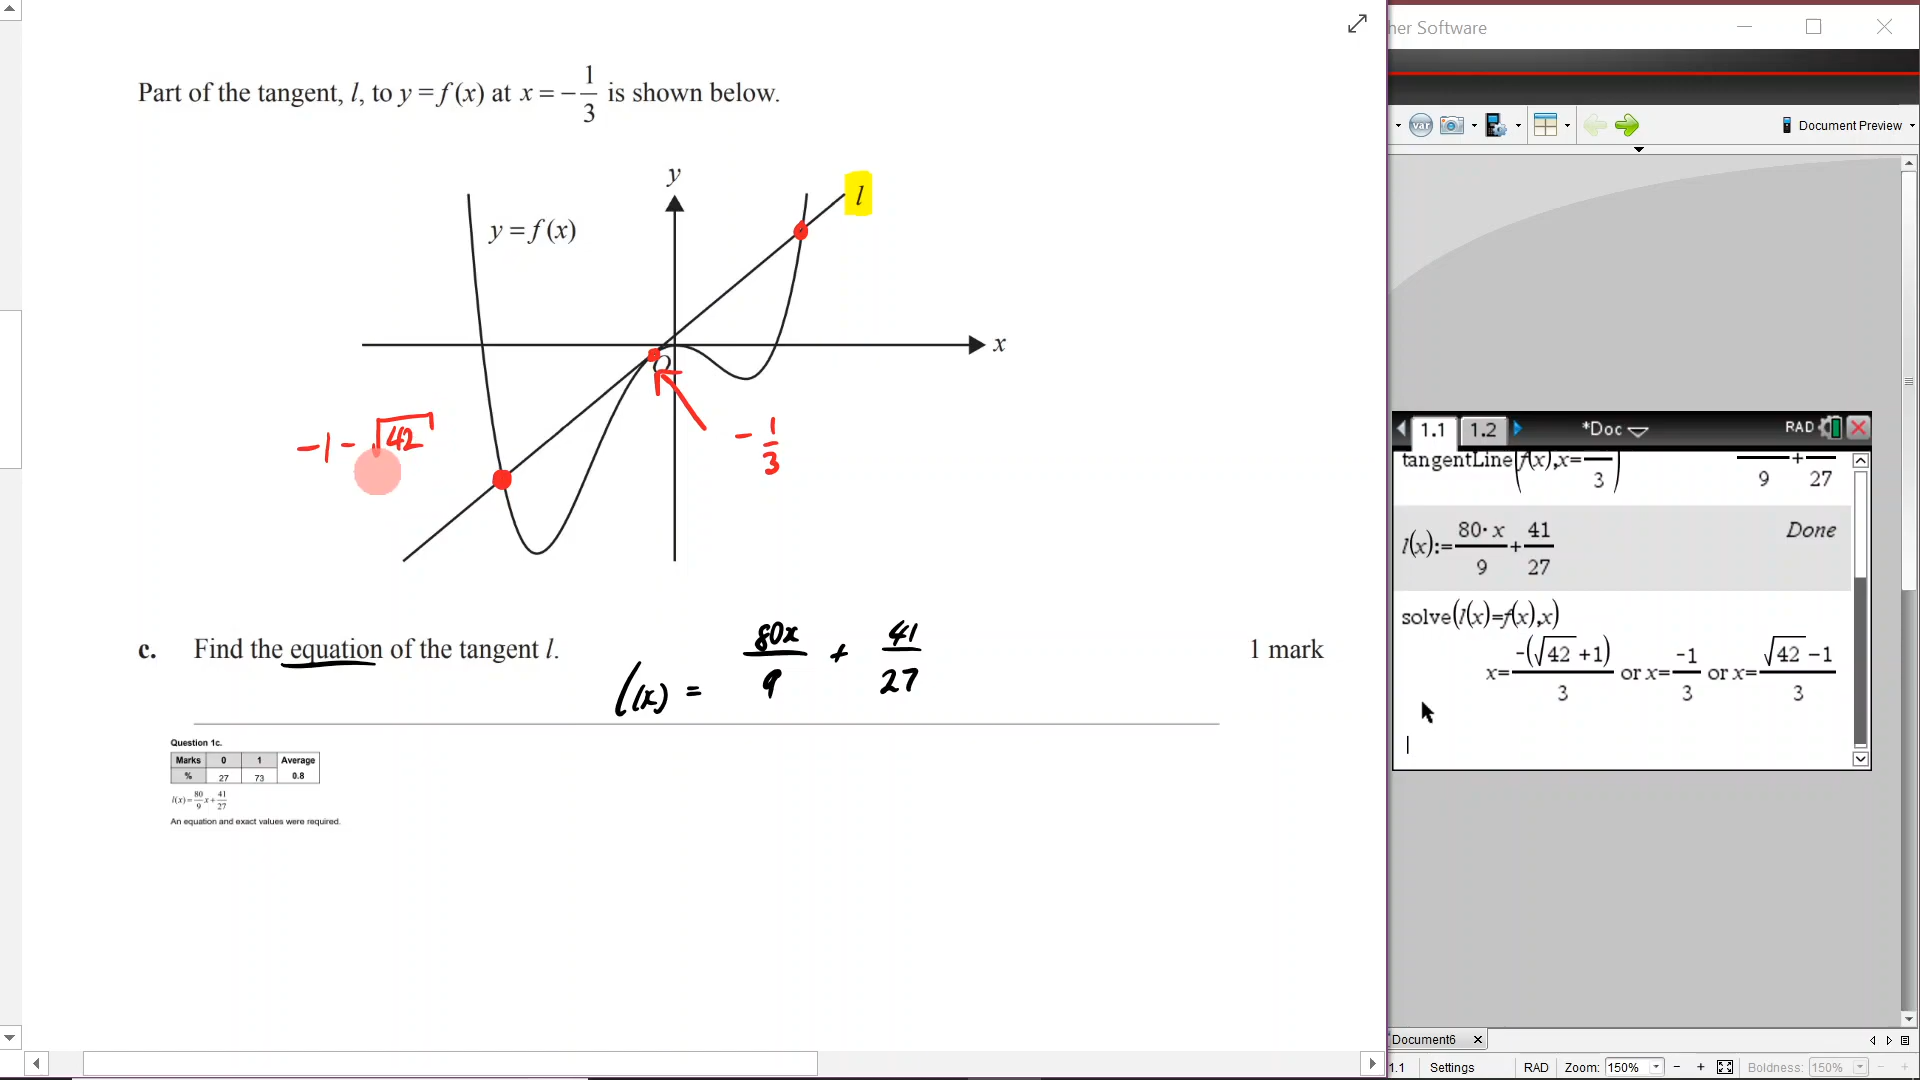 her Software
Part of the tangent, l, to y = f(x) at x = −1/3 is shown below.
var
Document Preview
y
l
y = f(x)
x
O
−1 − √42
− 1/3
c. Find the equation of the tangent l. 1 mark
l(x) = 80x/9 + 41/27
Question 1c.
Marks 0 1 Average
% 27 73 0.8
l(x) = 80/9 x + 41/27
An equation and exact values were required.
1.1 1.2 *Doc RAD
tangentLine(f(x),x=‾/3) ‾/9 + ‾/27
l(x):=80·x/9+41/27 Done
solve(l(x)=f(x),x)
x=-(√42+1)/3 or x=-1/3 or x=√42-1/3
Document6
1.1 Settings RAD Zoom: 150% − + Boldness: 150% − +